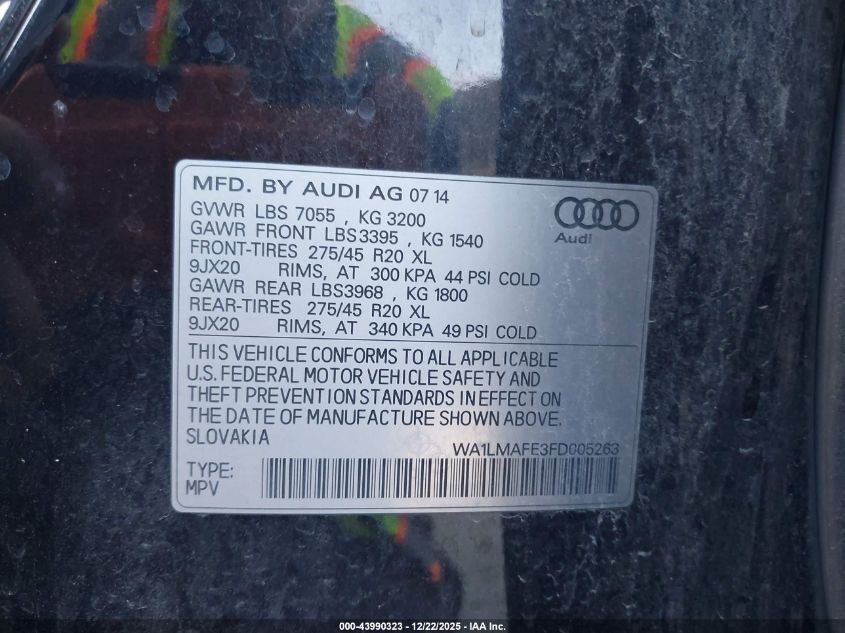 MFD. BY AUDI AG 07 14
GVWR LBS 7055 , KG 3200
GAWR FRONT LBS3395 , KG 1540
FRONT-TIRES 275/45 R20 XL
9JX20 RIMS, AT 300 KPA 44 PSI COLD
GAWR REAR LBS3968 , KG 1800
REAR-TIRES 275/45 R20 XL
9JX20 RIMS, AT 340 KPA 49 PSI COLD
Audi
THIS VEHICLE CONFORMS TO ALL APPLICABLE
U.S. FEDERAL MOTOR VEHICLE SAFETY AND
THEFT PREVENTION STANDARDS IN EFFECT ON
THE DATE OF MANUFACTURE SHOWN ABOVE.
SLOVAKIA
WA1LMAFE3FD005263
TYPE:
MPV
000-43990323 - 12/22/2025 - IAA Inc.